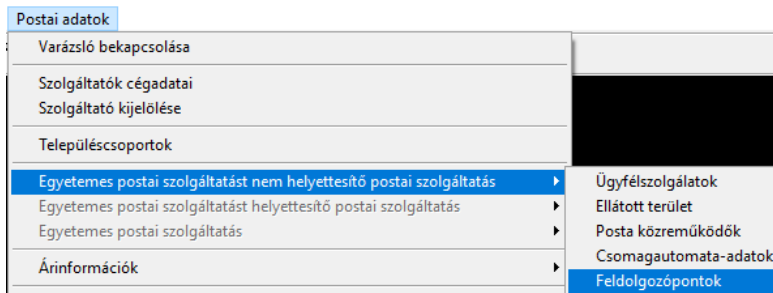 Postai adatok
Varázsló bekapcsolása
Szolgáltatók cégadatai
Szolgáltató kijelölése
Településcsoportok
Egyetemes postai szolgáltatást nem helyettesítő postai szolgáltatás
Egyetemes postai szolgáltatást helyettesítő postai szolgáltatás
Egyetemes postai szolgáltatás
Árinformációk
Ügyfélszolgálatok
Ellátott terület
Posta közreműködők
Csomagautomata-adatok
Feldolgozópontok